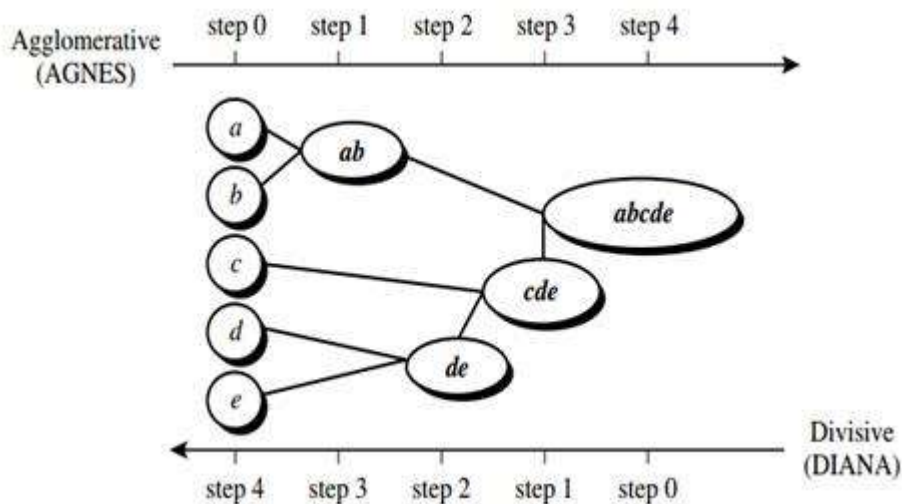 step 0 step 1 step 2 step 3 step 4
Agglomerative
(AGNES)
a
ab
b
abcde
c
cde
d
de
e
Divisive
(DIANA)
step 4 step 3 step 2 step 1 step 0